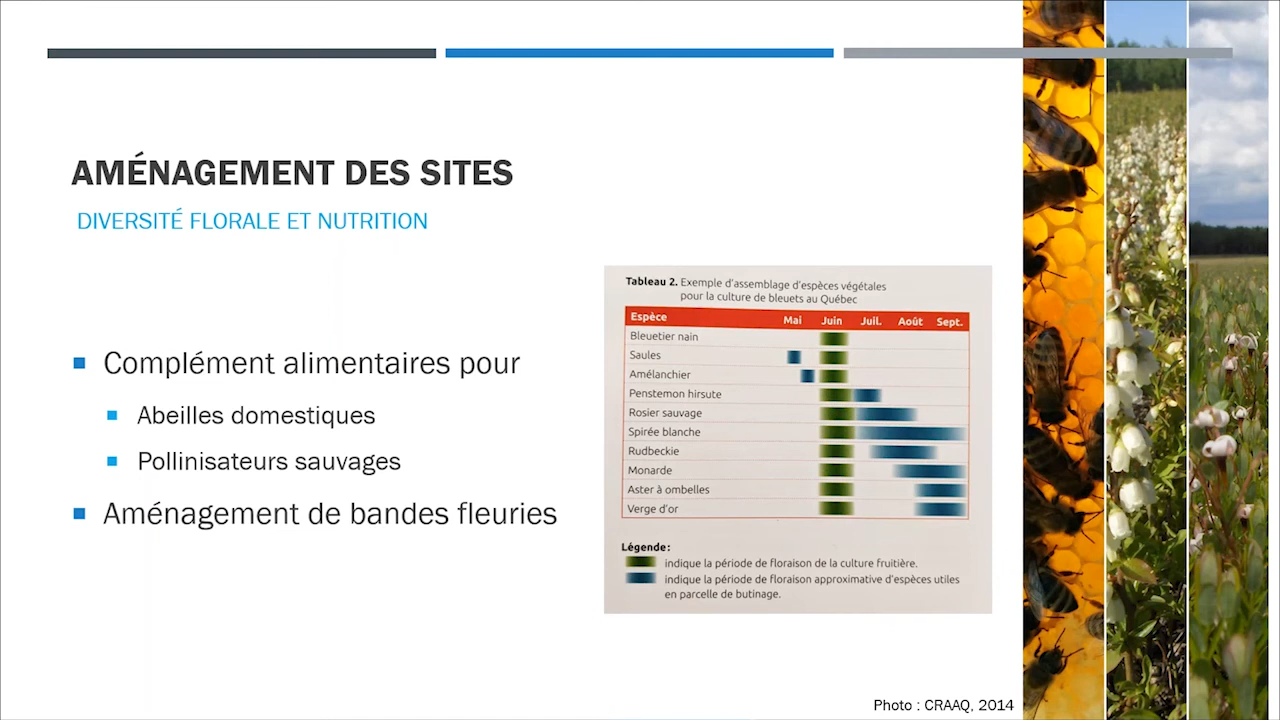 AMÉNAGEMENT DES SITES
DIVERSITÉ FLORALE ET NUTRITION
Complément alimentaires pour
Abeilles domestiques
Pollinisateurs sauvages
Aménagement de bandes fleuries
Tableau 2. Exemple d'assemblage d'espèces végétales
pour la culture de bleuets au Québec
Espèce Mai Juin Juil. Août Sept.
Bleuetier nain
Saules
Amélanchier
Penstemon hirsute
Rosier sauvage
Spirée blanche
Rudbeckie
Monarde
Aster à ombelles
Verge d'or
Légende:
indique la période de floraison de la culture fruitière.
indique la période de floraison approximative d'espèces utiles
en parcelle de butinage.
Photo : CRAAQ, 2014